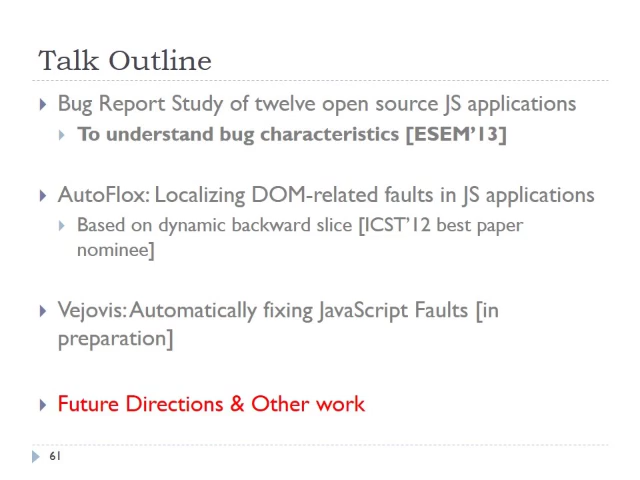 Talk Outline
Bug Report Study of twelve open source JS applications
To understand bug characteristics [ESEM'13]
AutoFlox: Localizing DOM-related faults in JS applications
Based on dynamic backward slice [ICST'12 best paper
nominee]
Vejovis: Automatically fixing JavaScript Faults [in
preparation]
Future Directions & Other work
61